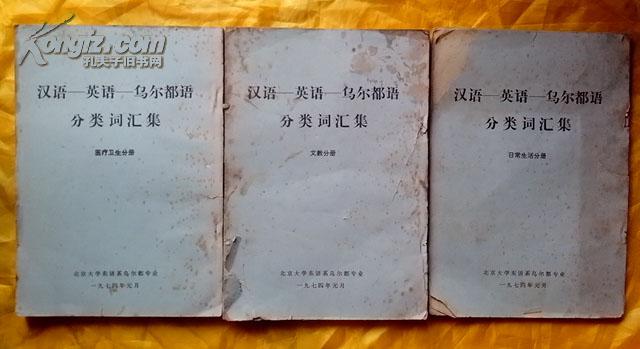 Kongfz.com
孔夫子旧书网
汉语—英语—乌尔都语
分类词汇集
医疗卫生分册
北京大学东语系乌尔都专业
一九七四年元月
汉语—英语—乌尔都语
分类词汇集
文教分册
北京大学东语系乌尔都专业
一九七四年元月
汉语—英语—乌尔都语
分类词汇集
日常生活分册
北京大学东语系乌尔都专业
一九七四年元月